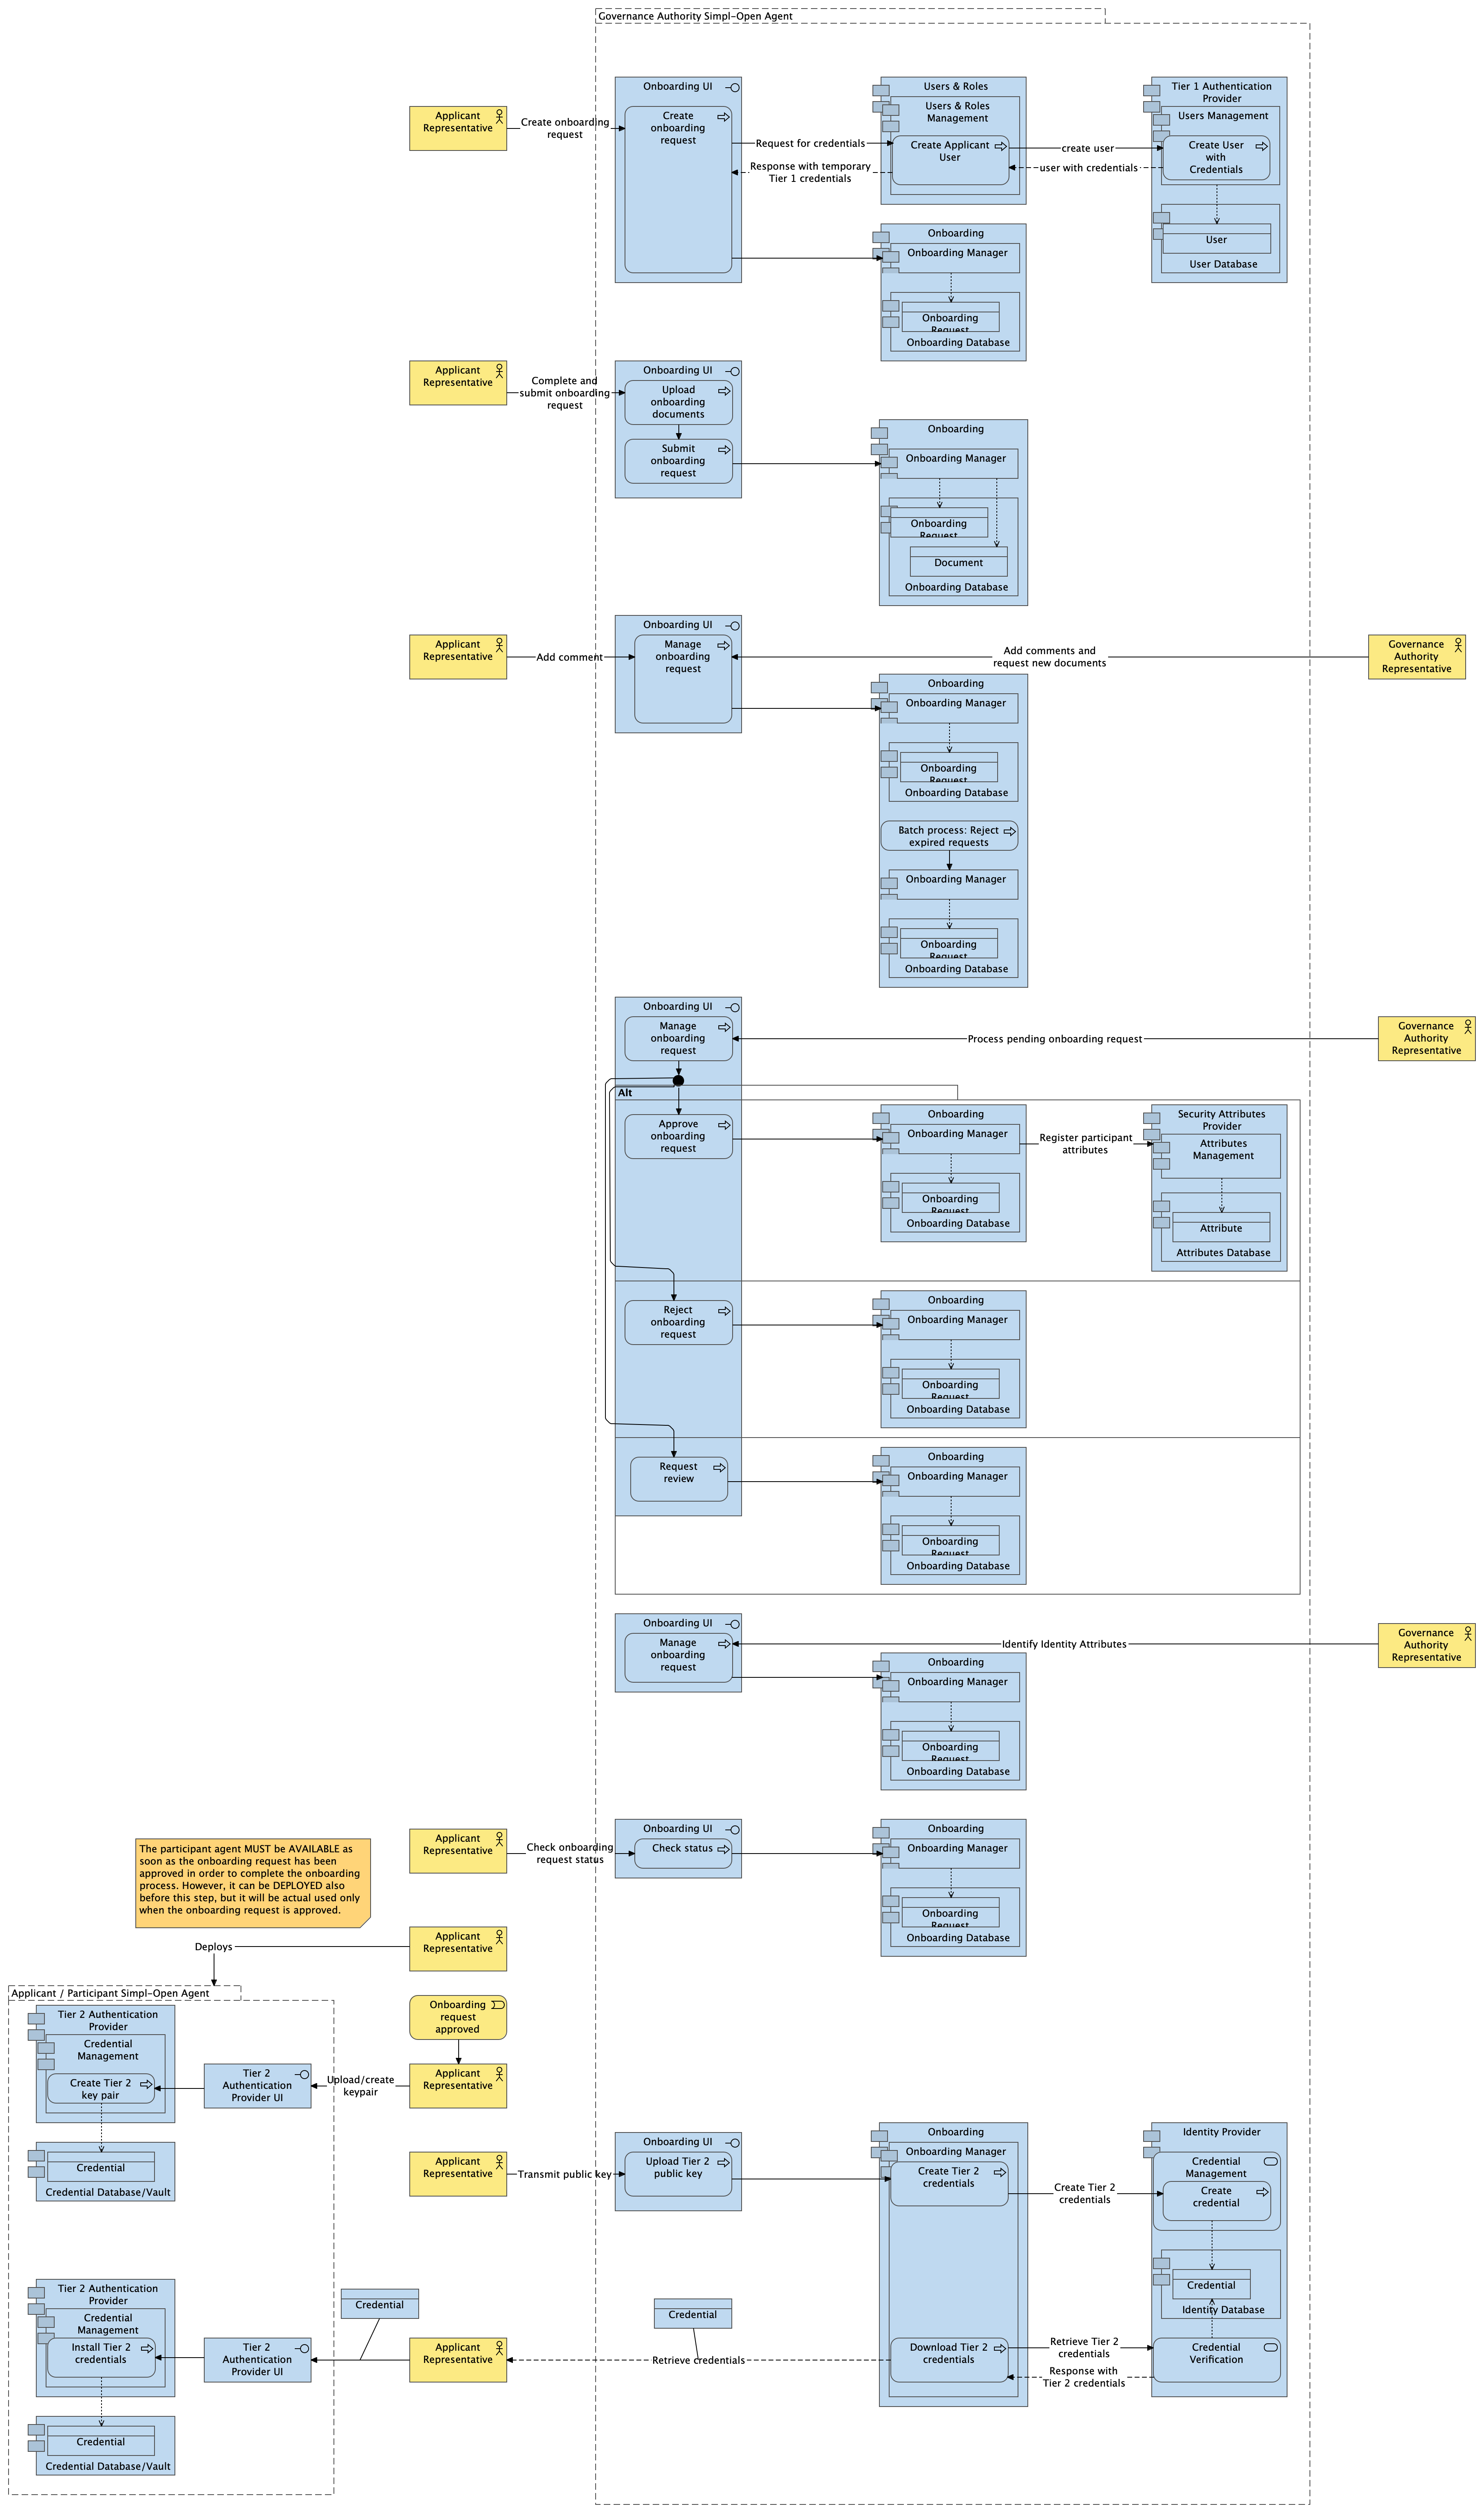 Governance Authority Simpl-Open Agent
Onboarding UI
Users & Roles
Tier 1 Authentication
Provider
Applicant
Representative
Create onboarding
request
Create
onboarding
request
Request for credentials
Response with temporary
Tier 1 credentials
Users & Roles
Management
Create Applicant
User
create user
user with credentials
Users Management
Create User
with
Credentials
User
User Database
Onboarding
Onboarding Manager
Onboarding
Request
Onboarding Database
Applicant
Representative
Complete and
submit onboarding
request
Onboarding UI
Upload
onboarding
documents
Submit
onboarding
request
Onboarding
Onboarding Manager
Onboarding
Request
Document
Onboarding Database
Applicant
Representative
Add comment
Onboarding UI
Manage
onboarding
request
Add comments and
request new documents
Governance
Authority
Representative
Onboarding
Onboarding Manager
Onboarding
Request
Onboarding Database
Batch process: Reject
expired requests
Onboarding Manager
Onboarding
Request
Onboarding Database
Onboarding UI
Manage
onboarding
request
Process pending onboarding request
Governance
Authority
Representative
Alt
Approve
onboarding
request
Onboarding
Onboarding Manager
Onboarding
Request
Onboarding Database
Register participant
attributes
Security Attributes
Provider
Attributes
Management
Attribute
Attributes Database
Reject
onboarding
request
Onboarding
Onboarding Manager
Onboarding
Request
Onboarding Database
Request
review
Onboarding
Onboarding Manager
Onboarding
Request
Onboarding Database
Onboarding UI
Manage
onboarding
request
Identify Identity Attributes
Governance
Authority
Representative
Onboarding
Onboarding Manager
Onboarding
Request
Onboarding Database
Applicant
Representative
Check onboarding
request status
Onboarding UI
Check status
Onboarding
Onboarding Manager
Onboarding
Request
Onboarding Database
The participant agent MUST be AVAILABLE as
soon as the onboarding request has been
approved in order to complete the onboarding
process. However, it can be DEPLOYED also
before this step, but it will be actual used only
when the onboarding request is approved.
Applicant
Representative
Deploys
Applicant / Participant Simpl-Open Agent
Tier 2 Authentication
Provider
Credential
Management
Create Tier 2
key pair
Tier 2
Authentication
Provider UI
Upload/create
keypair
Onboarding
request
approved
Applicant
Representative
Credential
Credential Database/Vault
Applicant
Representative
Transmit public key
Onboarding UI
Upload Tier 2
public key
Onboarding
Onboarding Manager
Create Tier 2
credentials
Create Tier 2
credentials
Identity Provider
Credential
Management
Create
credential
Credential
Identity Database
Tier 2 Authentication
Provider
Credential
Management
Install Tier 2
credentials
Tier 2
Authentication
Provider UI
Credential
Applicant
Representative
Credential
Retrieve credentials
Download Tier 2
credentials
Retrieve Tier 2
credentials
Response with
Tier 2 credentials
Credential
Verification
Credential
Credential Database/Vault